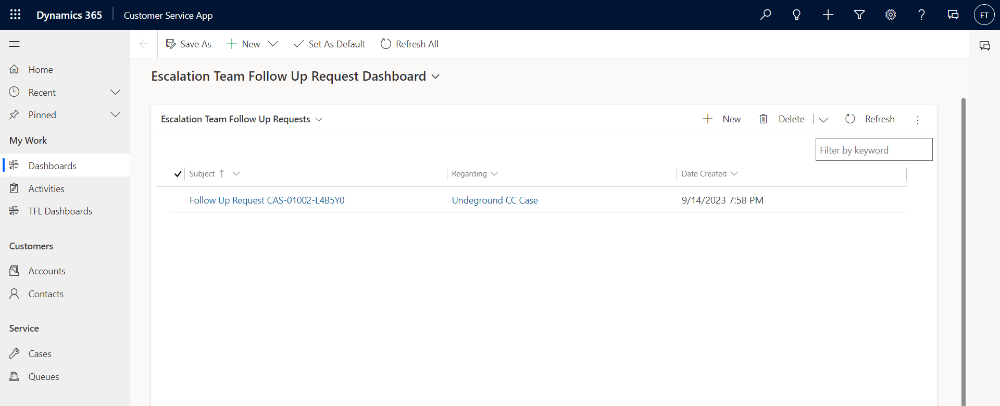 Dynamics 365 Customer Service App
ET
Save As New Set As Default Refresh All
Home
Recent
Pinned
My Work
Dashboards
Activities
TFL Dashboards
Customers
Accounts
Contacts
Service
Cases
Queues
Escalation Team Follow Up Request Dashboard
Escalation Team Follow Up Requests New Delete Refresh
Filter by keyword
Subject Regarding Date Created
Follow Up Request CAS-01002-L4B5Y0 Undeground CC Case 9/14/2023 7:58 PM